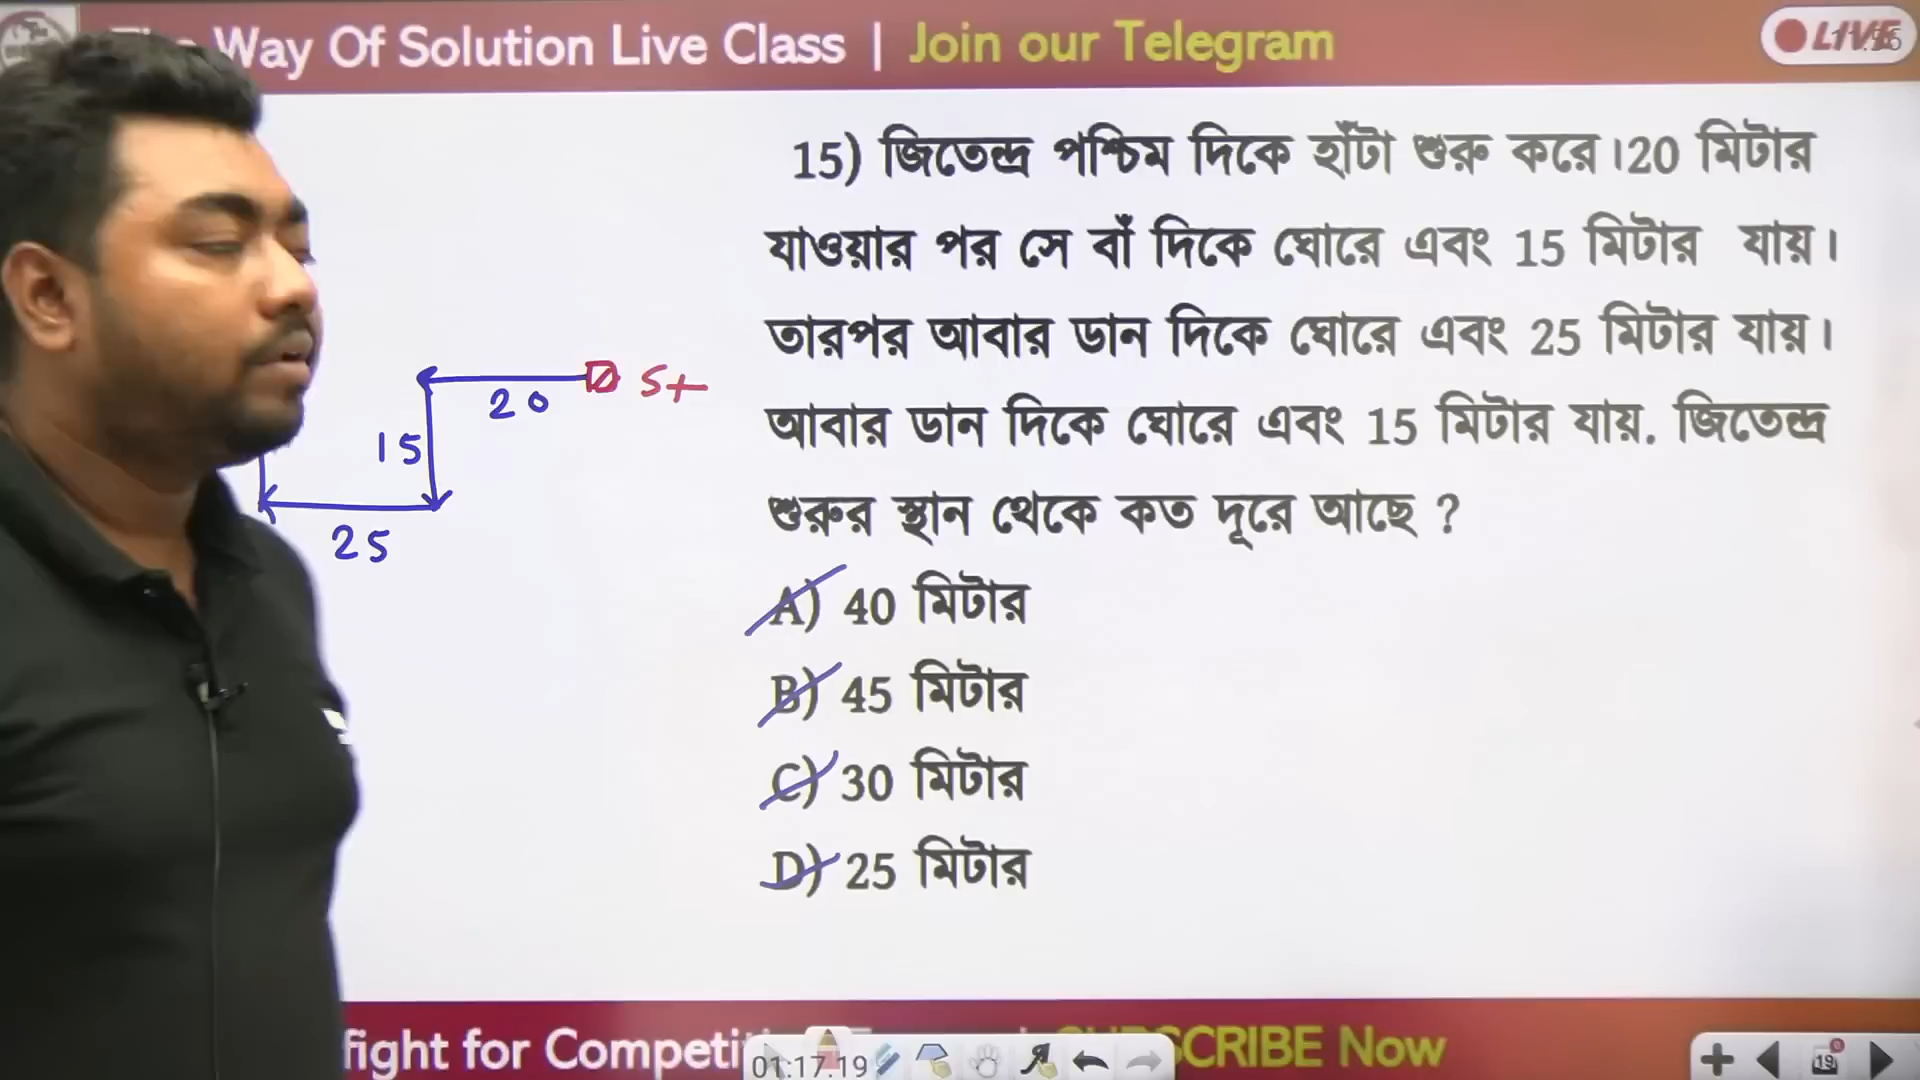 Way Of Solution Live Class | Join our Telegram
LIVE
15) জিতেন্দ্র পশ্চিম দিকে হাঁটা শুরু করে।20 মিটার
যাওয়ার পর সে বাঁ দিকে ঘোরে এবং 15 মিটার যায়।
তারপর আবার ডান দিকে ঘোরে এবং 25 মিটার যায়।
আবার ডান দিকে ঘোরে এবং 15 মিটার যায়. জিতেন্দ্র
শুরুর স্থান থেকে কত দূরে আছে ?
A) 40 মিটার
B) 45 মিটার
C) 30 মিটার
D) 25 মিটার
20
St
15
25
fight for Competi
SCRIBE Now
01:17.19
19